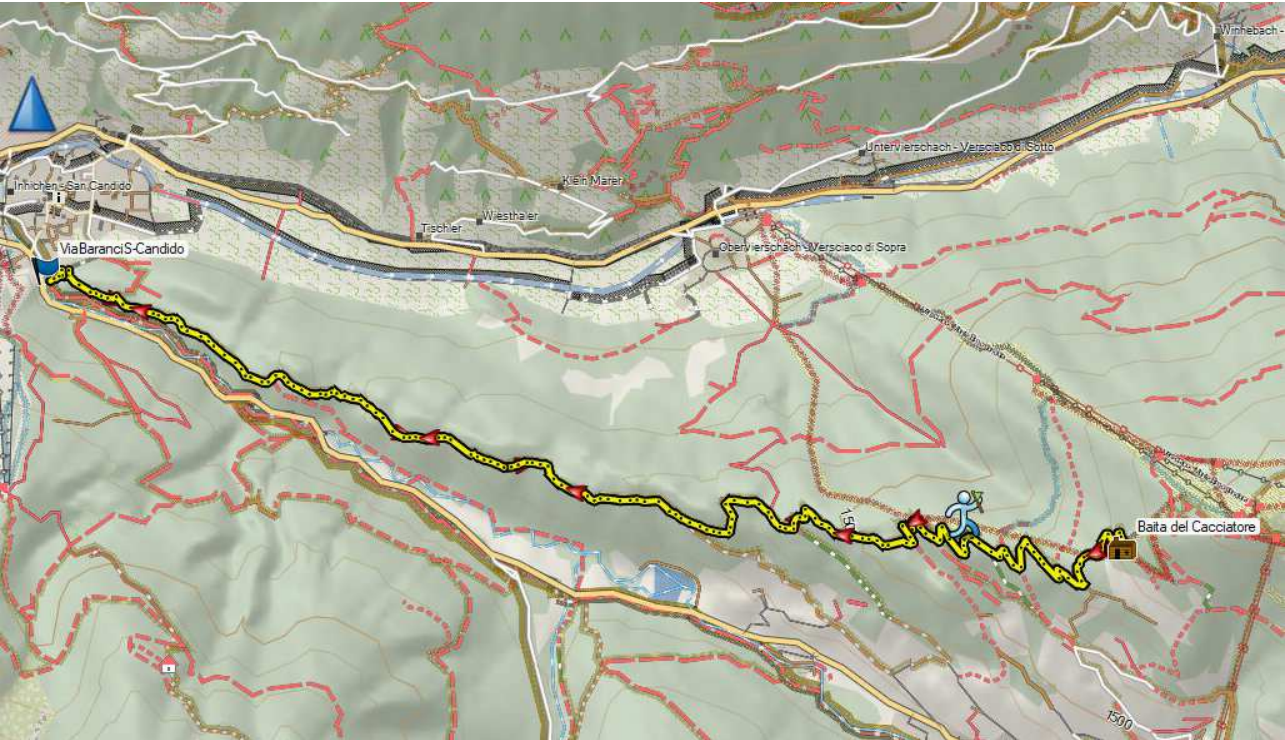 Winnebach -
Untervierschach - Versciaco di Sotto
Innichen - San Candido
Klein Marer
Wiesthaler
Tischler
Obervierschach - Versciaco di Sopra
ViaBaranciS-Candido
Baita del Cacciatore
1500